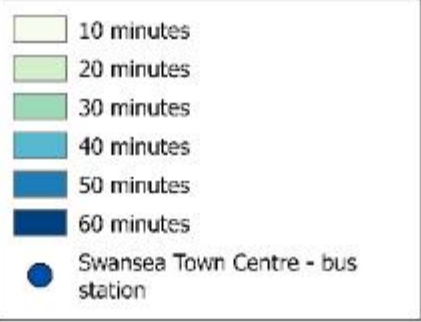 10 minutes
20 minutes
30 minutes
40 minutes
50 minutes
60 minutes
Swansea Town Centre - bus
station